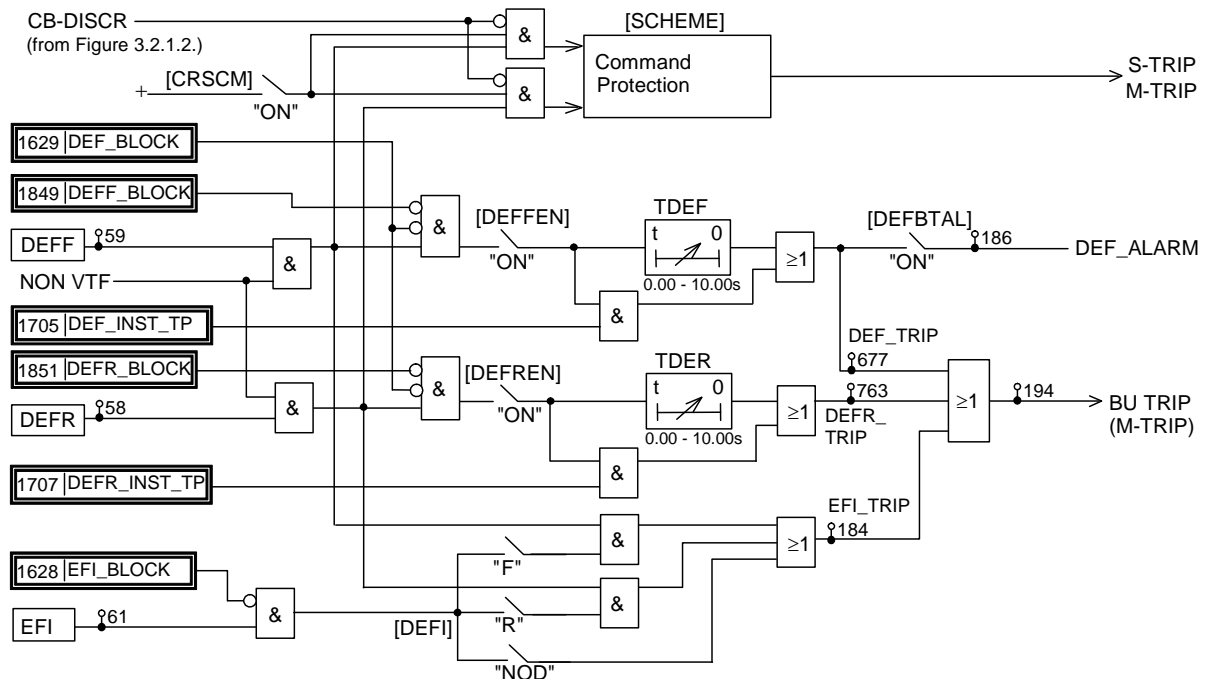 CB-DISCR
(from Figure 3.2.1.2.)
[SCHEME]
&
Command
Protection
S-TRIP
M-TRIP
+
[CRSCM]
"ON"
&
1629 DEF_BLOCK
1849 DEFF_BLOCK
DEFF
59
NON VTF
&
&
[DEFFEN]
"ON"
TDEF
t 0
0.00 - 10.00s
≥1
[DEFBTAL]
"ON"
186
DEF_ALARM
1705 DEF_INST_TP
&
1851 DEFR_BLOCK
DEFR
58
&
&
[DEFREN]
"ON"
TDER
t 0
0.00 - 10.00s
≥1
DEF_TRIP
677
763
DEFR_
TRIP
≥1
194
BU TRIP
(M-TRIP)
1707 DEFR_INST_TP
&
EFI_TRIP
184
&
≥1
"F"
1628 EFI_BLOCK
EFI
61
&
[DEFI]
"R"
&
"NOD"